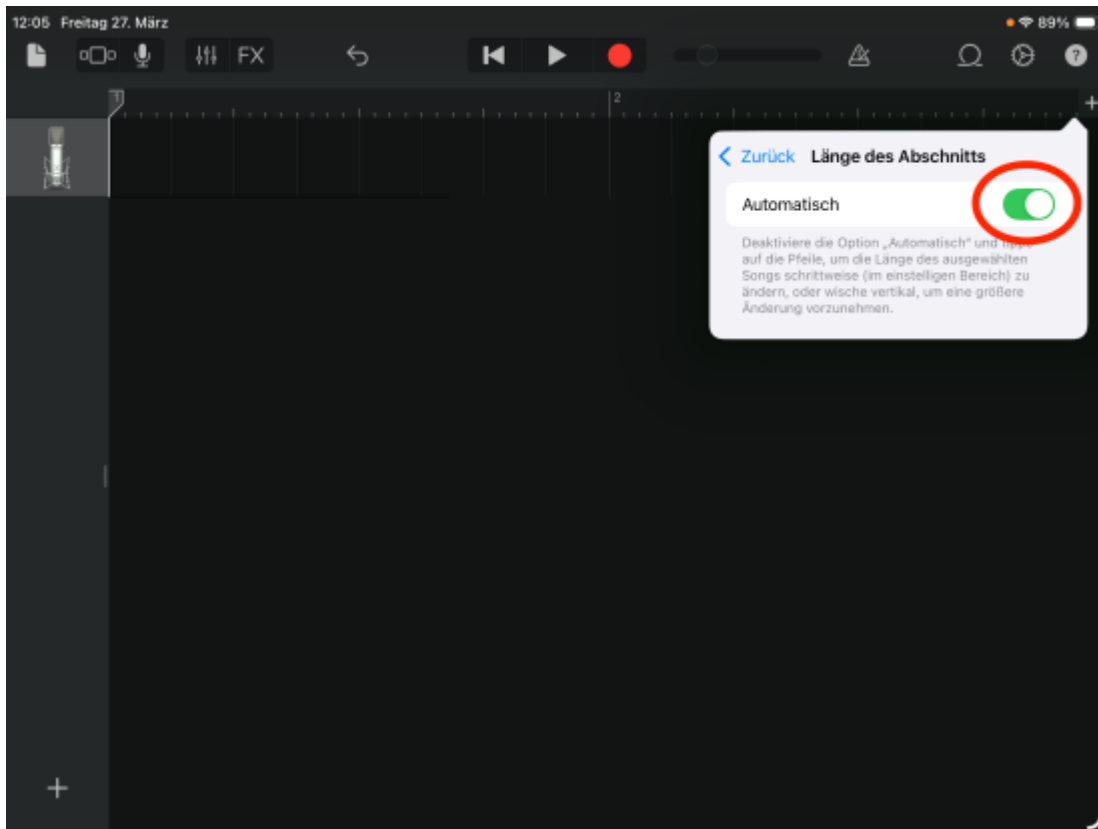 12:05 Freitag 27. März
89%
FX
?
1
2
Zurück Länge des Abschnitts
Automatisch
Deaktiviere die Option „Automatisch" und tippe
auf die Pfeile, um die Länge des ausgewählten
Songs schrittweise (im einstelligen Bereich) zu
ändern, oder wische vertikal, um eine größere
Änderung vorzunehmen.